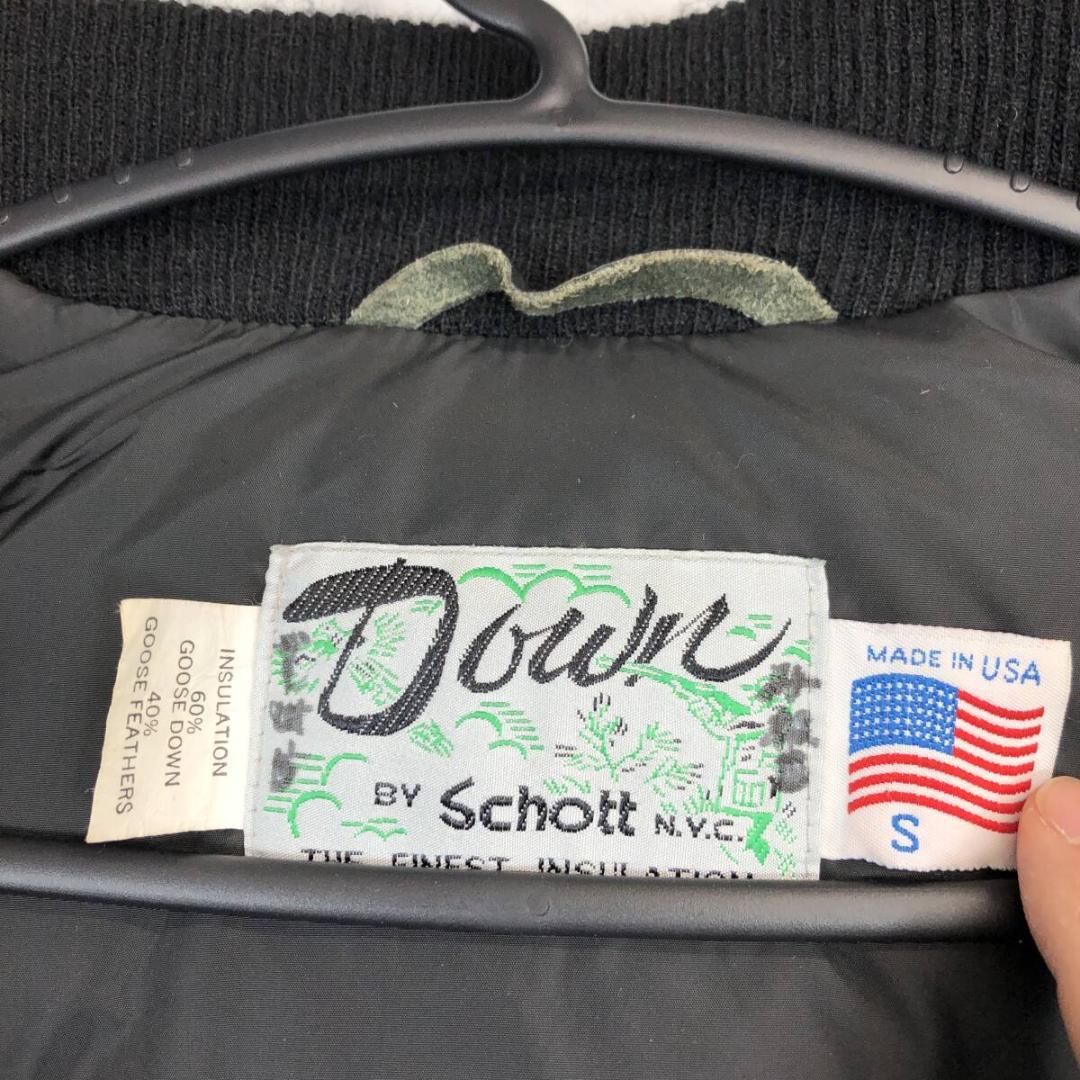 INSULATION
60%
GOOSE DOWN
40%
GOOSE FEATHERS
Down
BY Schott N.Y.C.
THE FINEST INSULATION
MADE IN USA
S